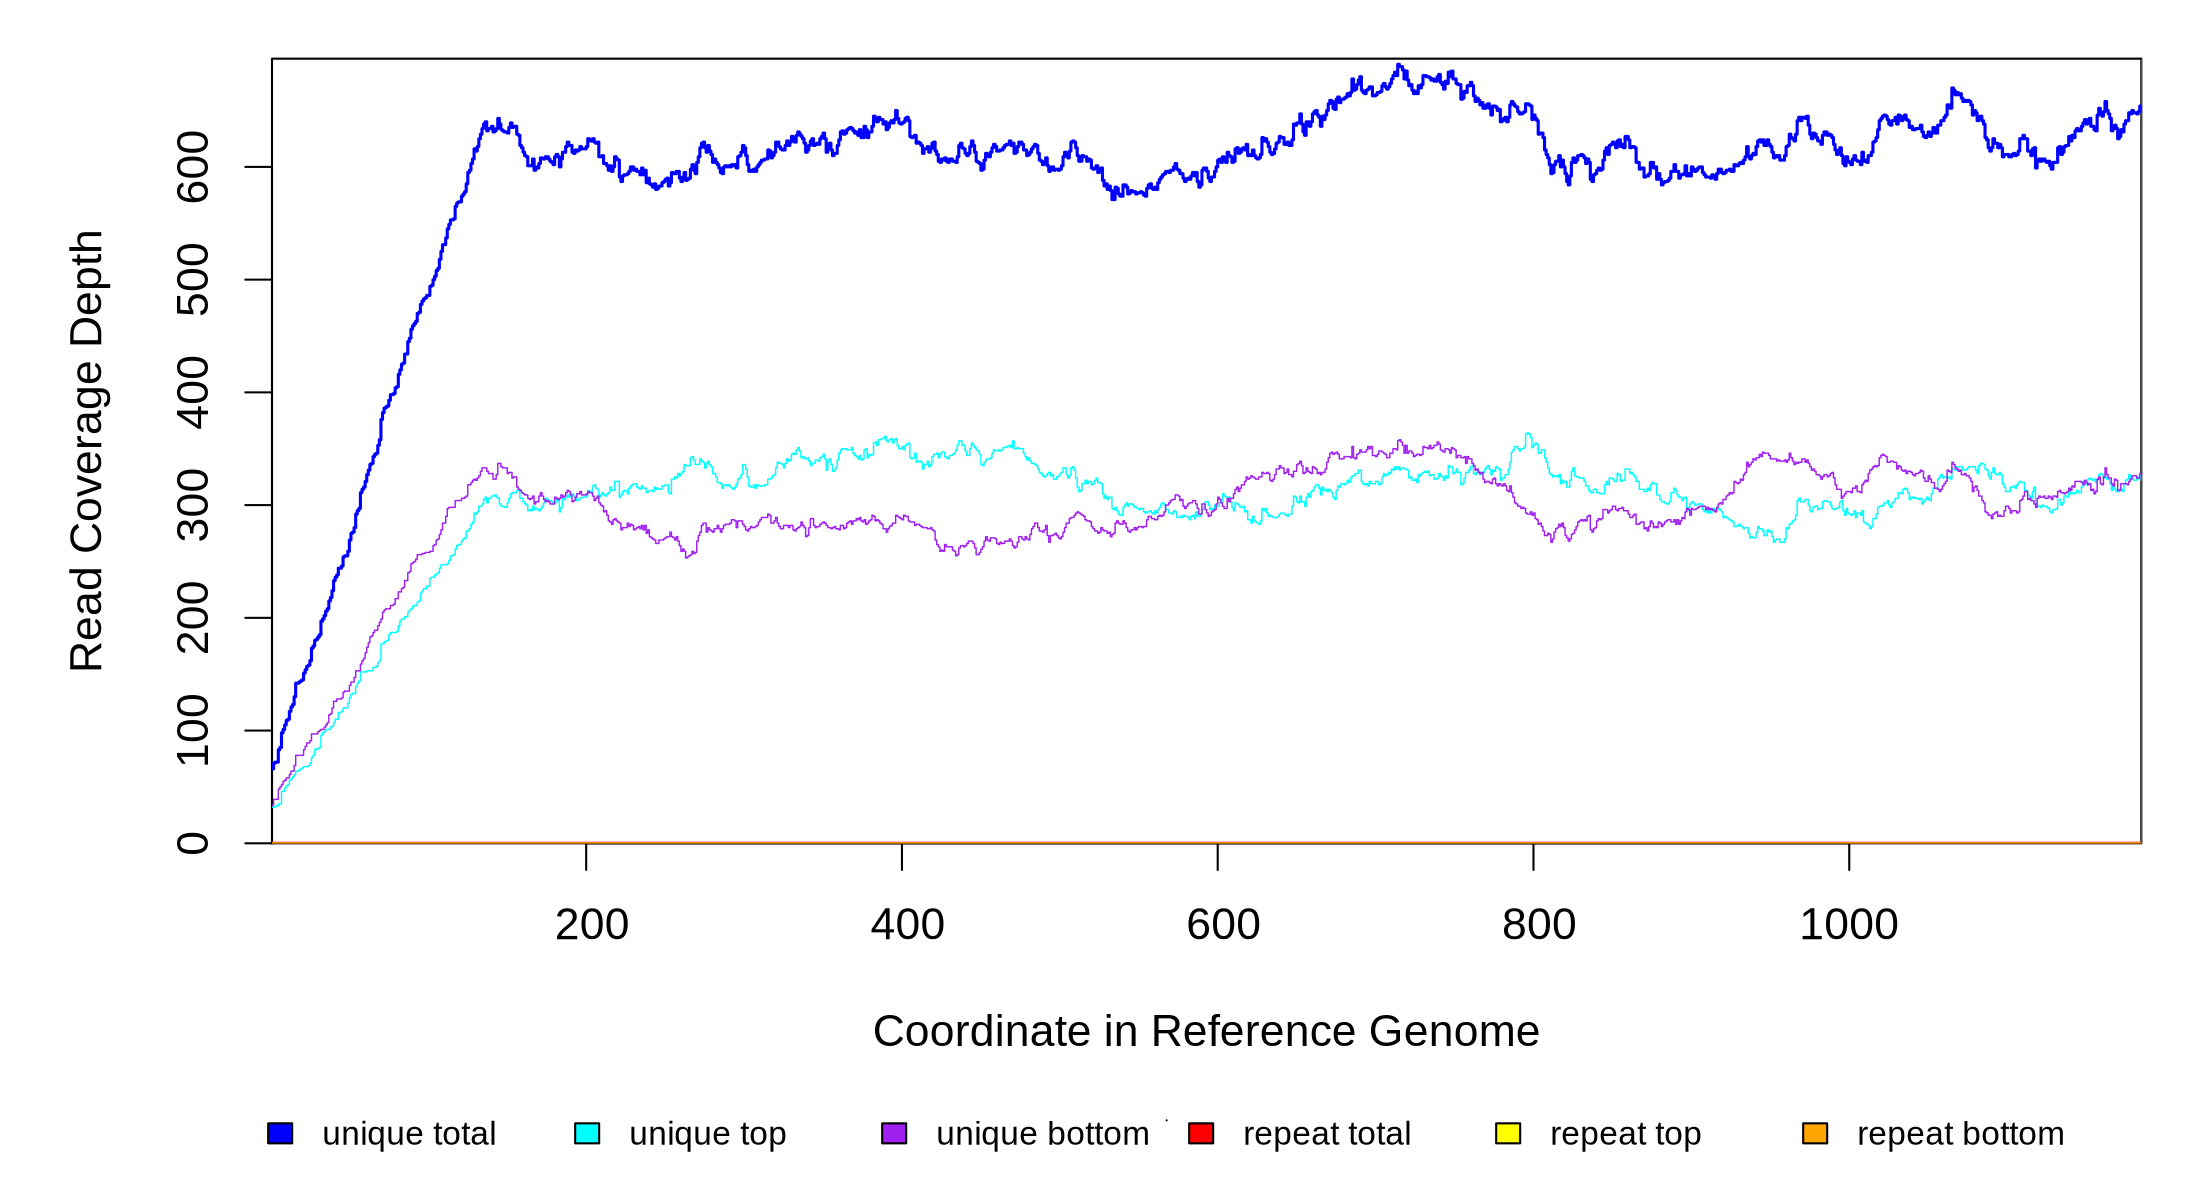 Read Coverage Depth
600
500
400
300
200
100
0
200 400 600 800 1000
Coordinate in Reference Genome
unique total unique top unique bottom repeat total repeat top repeat bottom